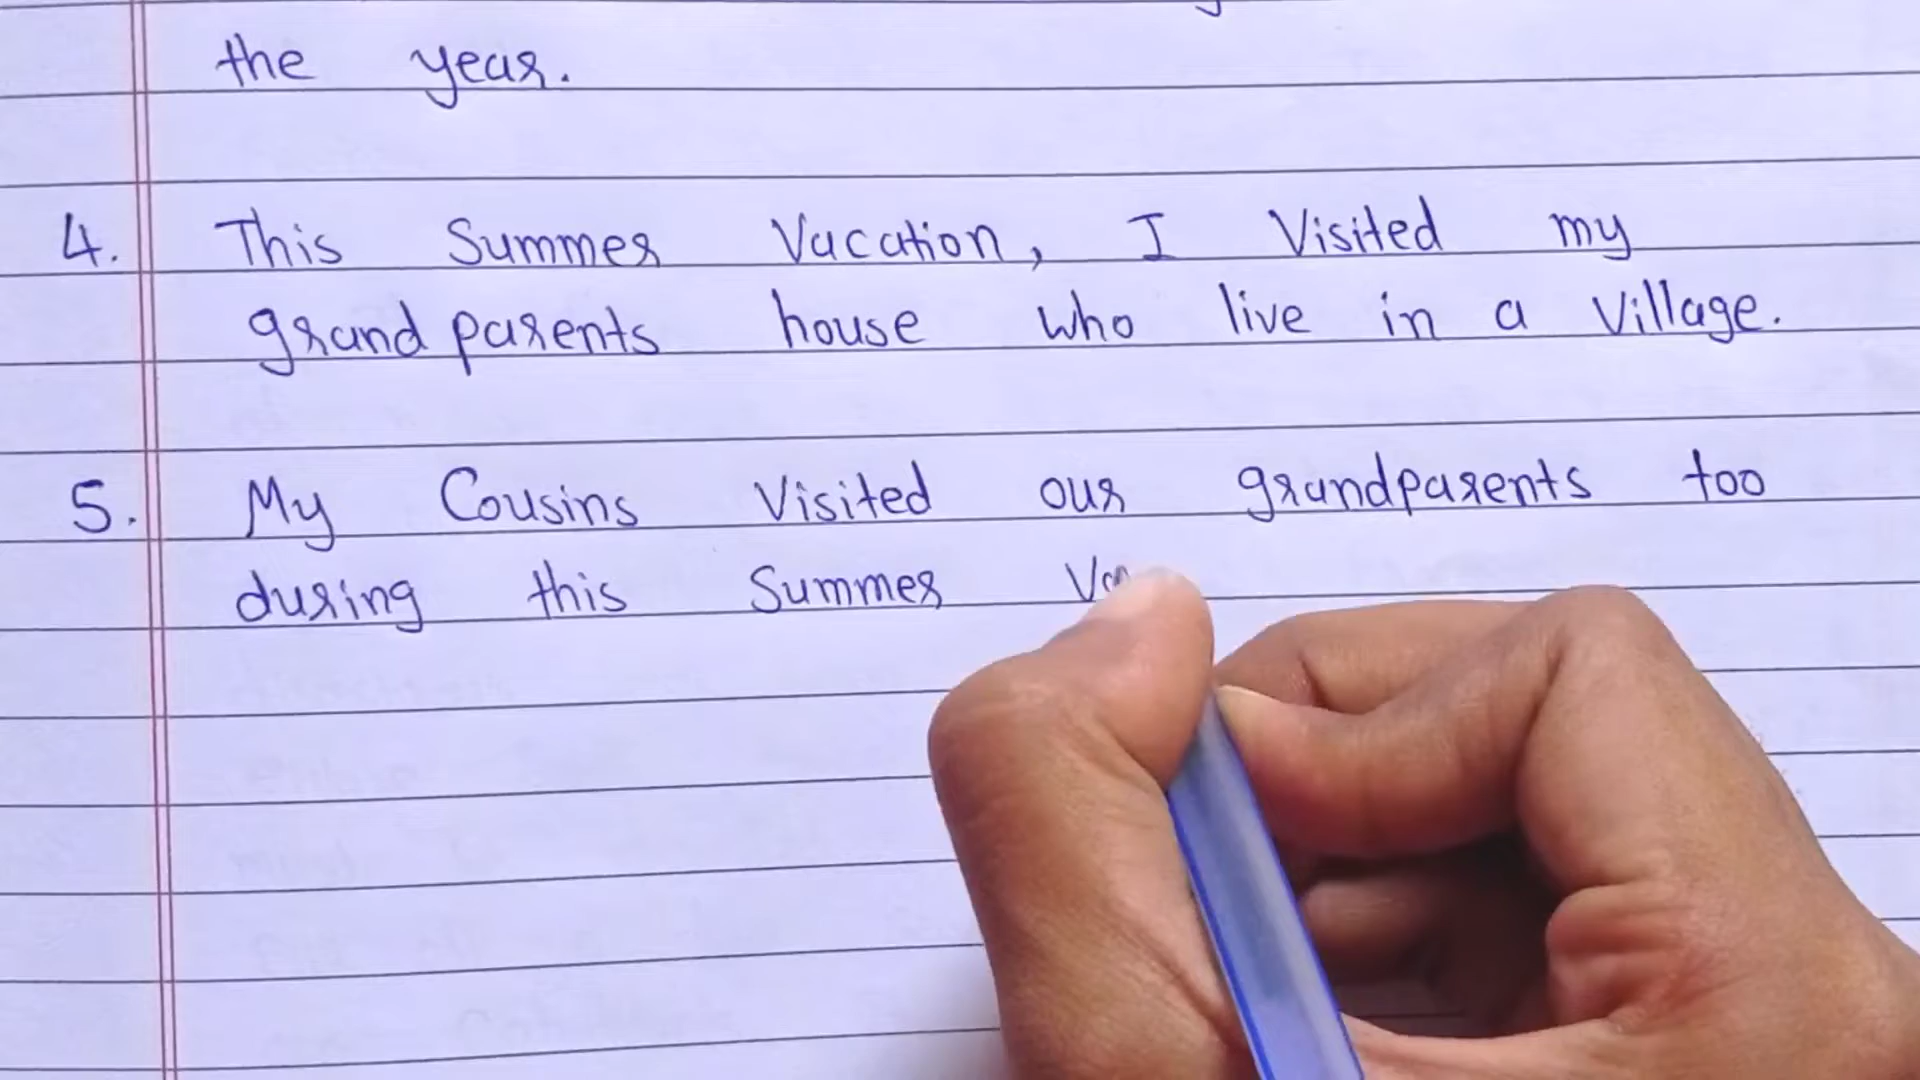 the year.
4. This Summer Vacation, I Visited my
grand parents house who live in a Village.
5. My Cousins Visited our grandparents too
during this Summer